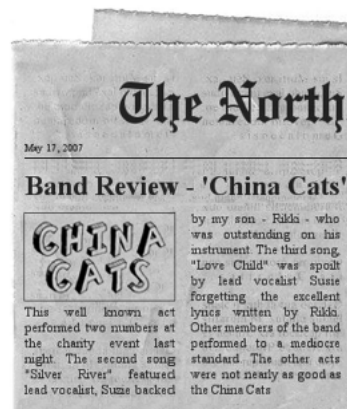 The North
May 17, 2007
Band Review - 'China Cats'
CHINA
CATS
This well known act
performed two numbers at
the charity event last
night. The second song
"Silver River" featured
lead vocalist, Suzie backed
by my son - Rikki - who
was outstanding on his
instrument. The third song,
"Love Child" was spoilt
by lead vocalist Susie
forgetting the excellent
lyrics written by Rikki.
Other members of the band
performed to a mediocre
standard. The other acts
were not nearly as good as
the China Cats